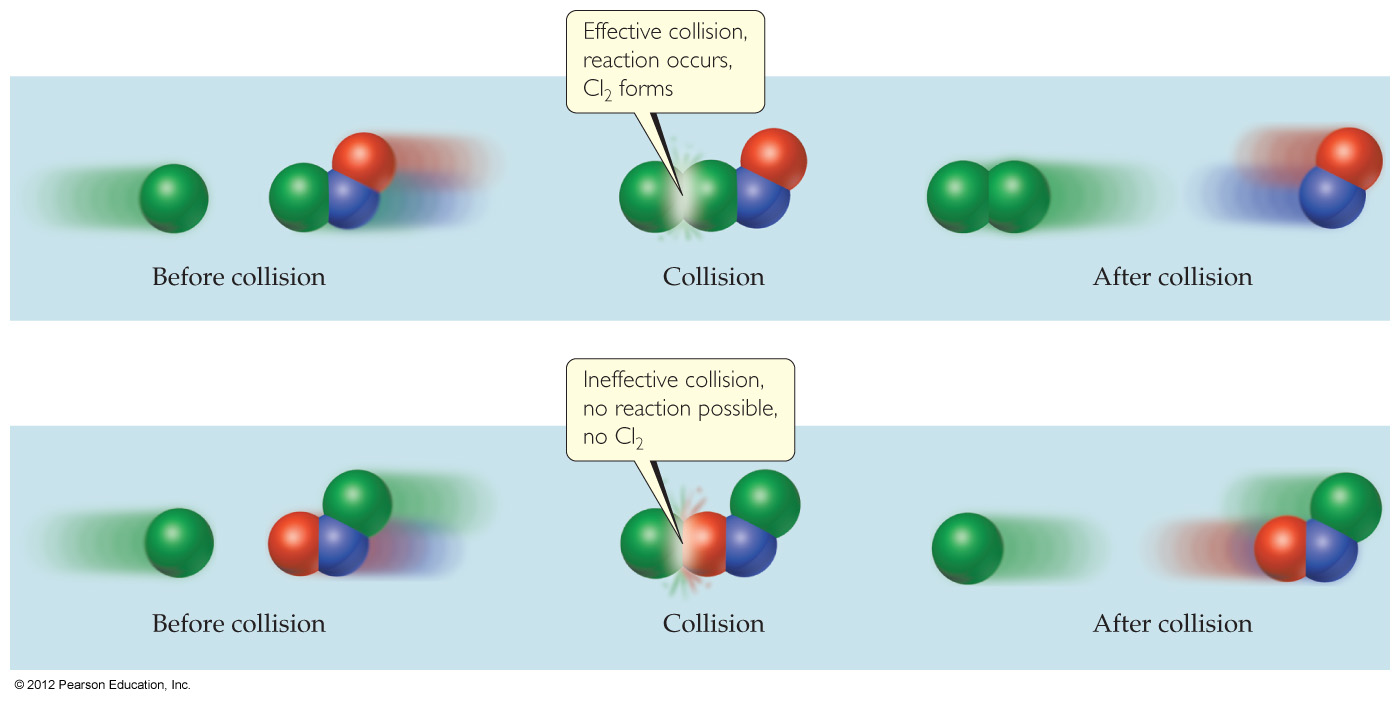 Effective collision,
reaction occurs,
Cl₂ forms
Before collision
Collision
After collision
Ineffective collision,
no reaction possible,
no Cl₂
Before collision
Collision
After collision
© 2012 Pearson Education, Inc.